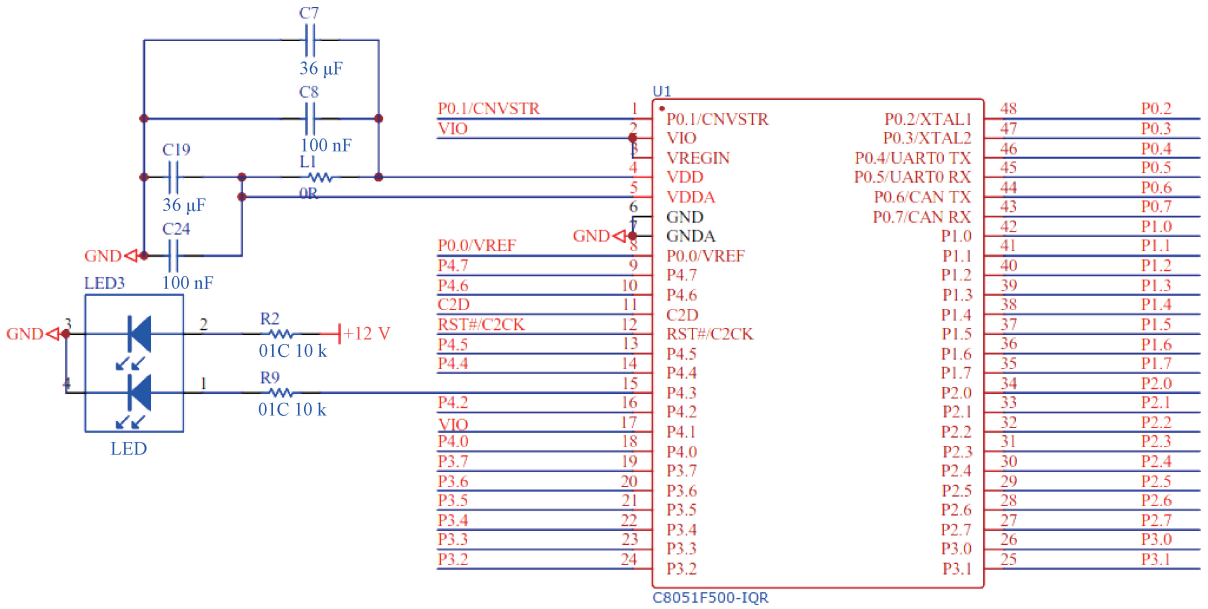 C7
36 μF
C8
100 nF
C19
L1
36 μF
0R
C24
GND
100 nF
LED3
GND
3
2
R2
+12 V
01C 10 k
4
1
R9
01C 10 k
LED
U1
P0.1/CNVSTR 1 P0.1/CNVSTR P0.2/XTAL1 48 P0.2
VIO 2 VIO P0.3/XTAL2 47 P0.3
3 VREGIN P0.4/UART0 TX 46 P0.4
4 VDD P0.5/UART0 RX 45 P0.5
5 VDDA P0.6/CAN TX 44 P0.6
6 GND P0.7/CAN RX 43 P0.7
GND 7 GNDA P1.0 42 P1.0
P0.0/VREF 8 P0.0/VREF P1.1 41 P1.1
P4.7 9 P4.7 P1.2 40 P1.2
P4.6 10 P4.6 P1.3 39 P1.3
C2D 11 C2D P1.4 38 P1.4
RST#/C2CK 12 RST#/C2CK P1.5 37 P1.5
P4.5 13 P4.5 P1.6 36 P1.6
P4.4 14 P4.4 P1.7 35 P1.7
15 P4.3 P2.0 34 P2.0
P4.2 16 P4.2 P2.1 33 P2.1
VIO 17 P4.1 P2.2 32 P2.2
P4.0 18 P4.0 P2.3 31 P2.3
P3.7 19 P3.7 P2.4 30 P2.4
P3.6 20 P3.6 P2.5 29 P2.5
P3.5 21 P3.5 P2.6 28 P2.6
P3.4 22 P3.4 P2.7 27 P2.7
P3.3 23 P3.3 P3.0 26 P3.0
P3.2 24 P3.2 P3.1 25 P3.1
C8051F500-IQR